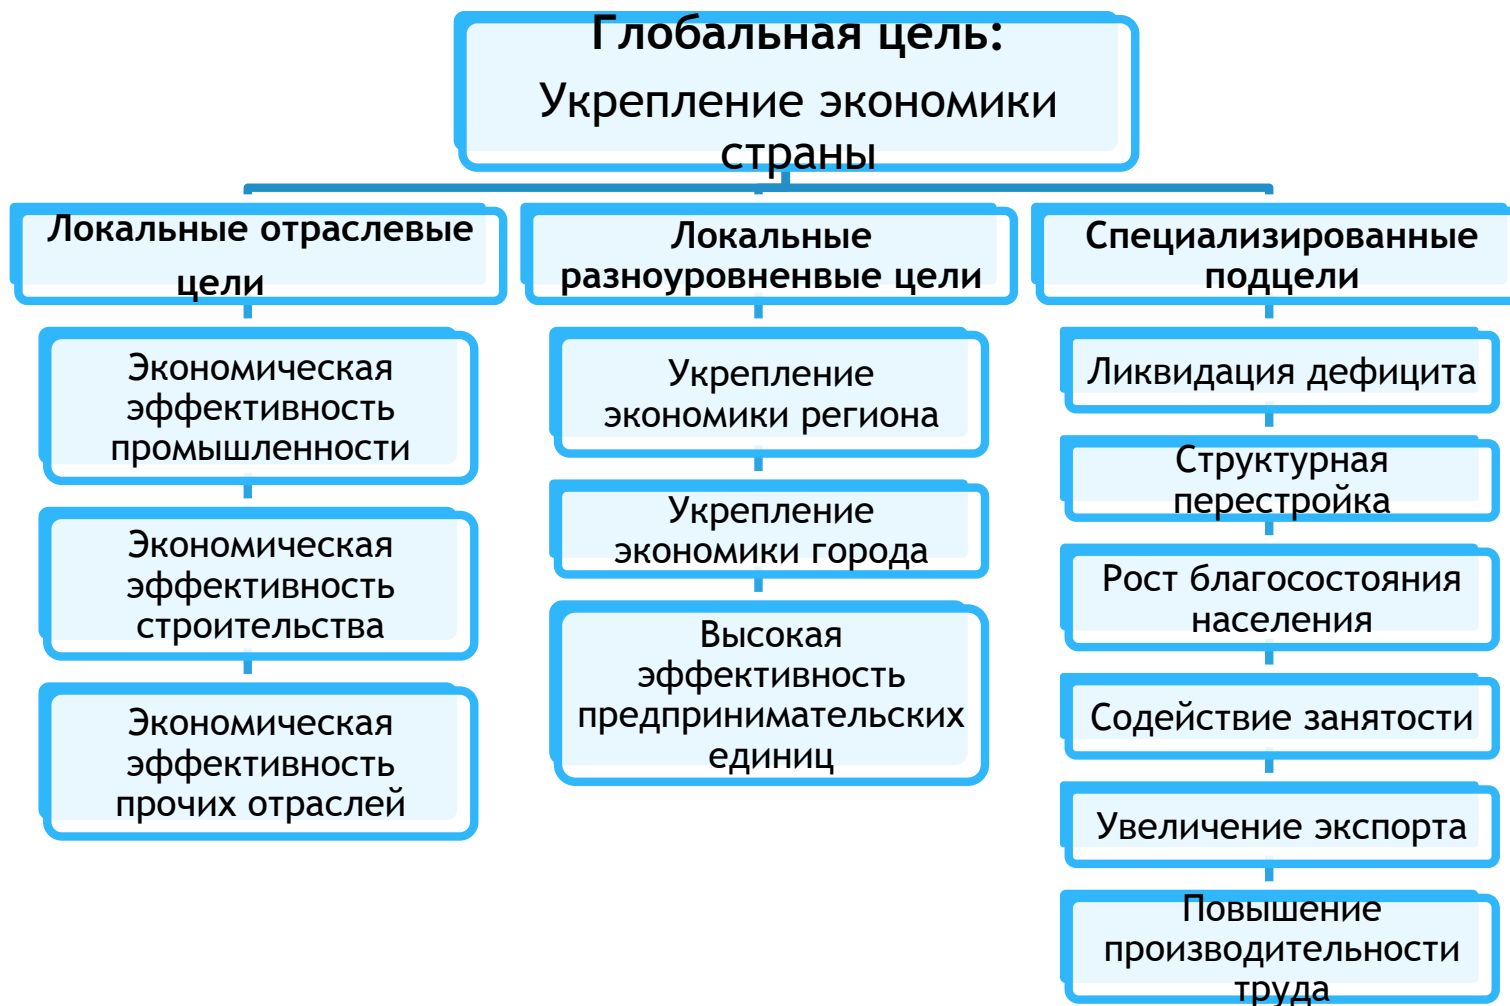 Глобальная цель:
Укрепление экономики
страны
Локальные отраслевые
цели
Экономическая
эффективность
промышленности
Экономическая
эффективность
строительства
Экономическая
эффективность
прочих отраслей
Локальные
разноуровненвые цели
Укрепление
экономики региона
Укрепление
экономики города
Высокая
эффективность
предпринимательских
единиц
Специализированные
подцели
Ликвидация дефицита
Структурная
перестройка
Рост благосостояния
населения
Содействие занятости
Увеличение экспорта
Повышение
производительности
труда